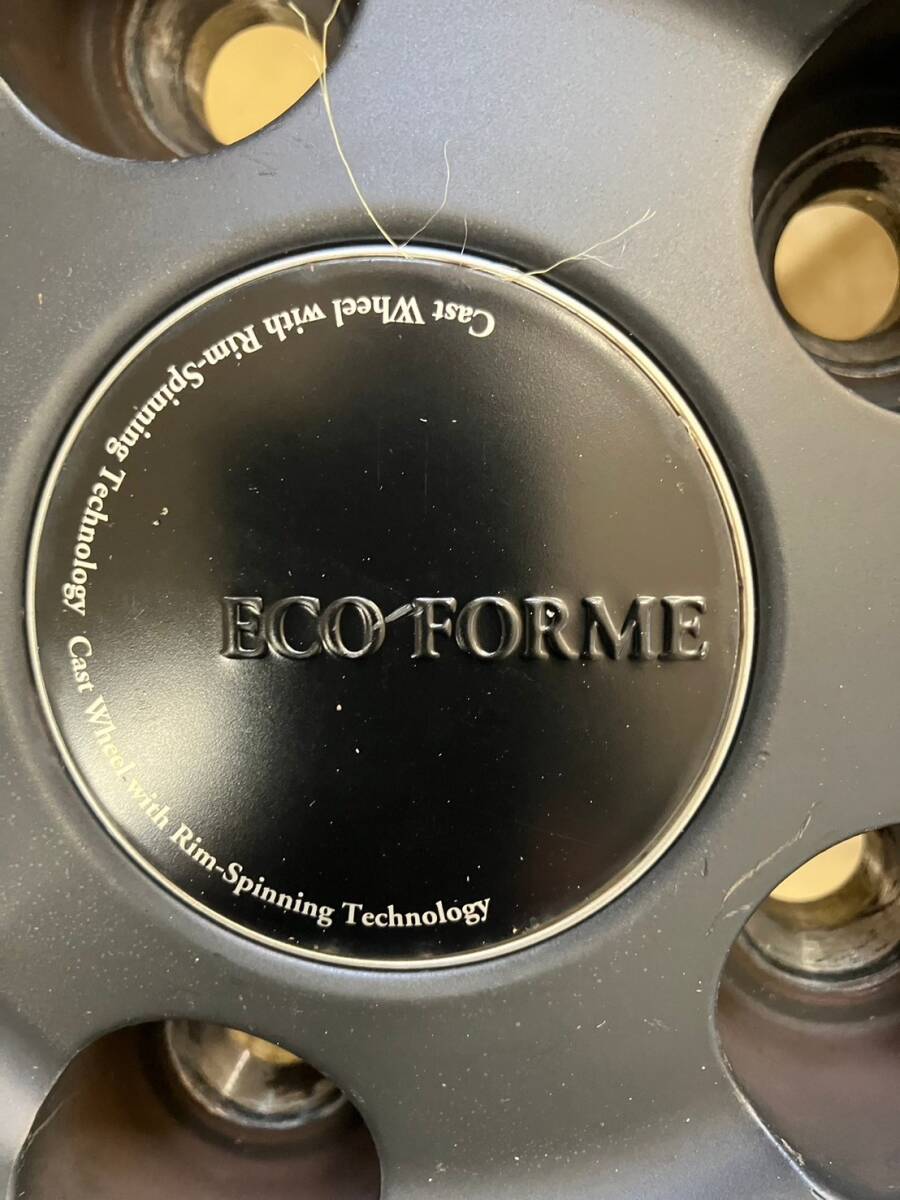 Cast Wheel with Rim-Spinning Technology
ECO FORME
Cast Wheel with Rim-Spinning Technology